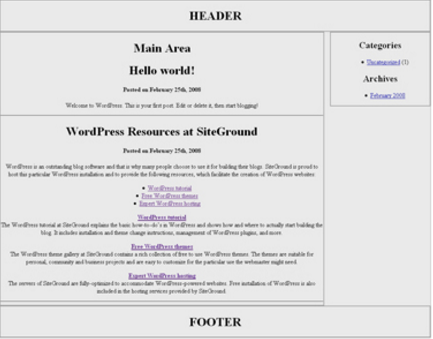 HEADER
Main Area
Hello world!
Posted on February 25th, 2008
Welcome to WordPress. This is your first post. Edit or delete it, then start blogging!
WordPress Resources at SiteGround
Posted on February 25th, 2008
WordPress is an outstanding blog software and that is why many people choose to use it for building their blogs. SiteGround is proud to
host this particular WordPress installation and to provide the following resources, which facilitate the creation of WordPress websites:
• WordPress tutorial
• Free WordPress themes
• Expert WordPress hosting
WordPress tutorial
The WordPress tutorial at SiteGround explains the basic how-to-do's in WordPress and shows how and where to actually start building the
blog. It includes installation and theme change instructions, management of WordPress plugins, and more.
Free WordPress themes
The WordPress theme gallery at SiteGround contains a rich collection of free to use WordPress themes. The themes are suitable for
personal, community and business projects and are easy to customize for the particular use the webmaster might need.
Expert WordPress hosting
The servers of SiteGround are fully-optimized to accommodate WordPress-powered websites. Free installation of WordPress is also
included in the hosting services provided by SiteGround.
Categories
• Uncategorized (1)
Archives
• February 2008
FOOTER